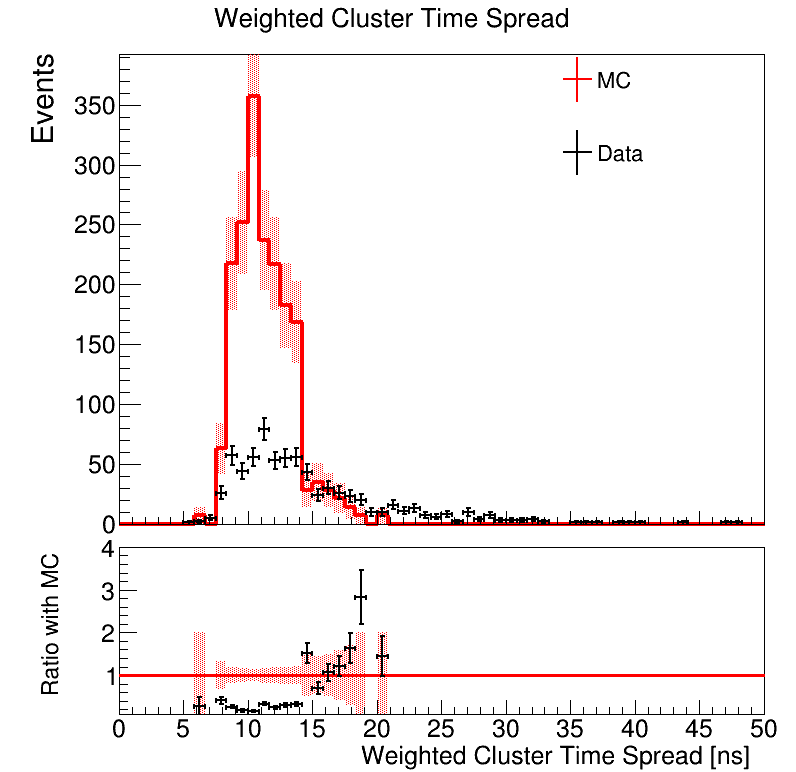 Weighted Cluster Time Spread
Events
350
300
250
200
150
100
50
0
MC
Data
Ratio with MC
4
3
2
1
0 5 10 15 20 25 30 35 40 45 50
Weighted Cluster Time Spread [ns]